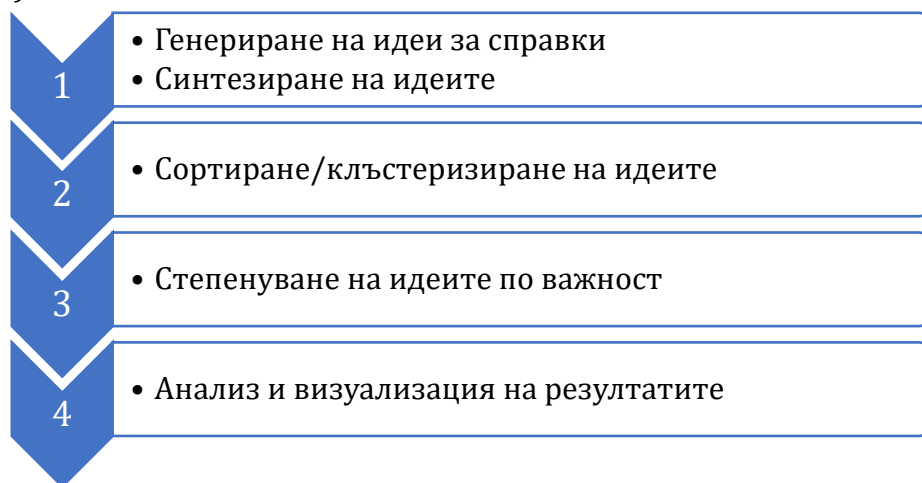 1
• Генериране на идеи за справки
• Синтезиране на идеите
2
• Сортиране/клъстеризиране на идеите
3
• Степенуване на идеите по важност
4
• Анализ и визуализация на резултатите